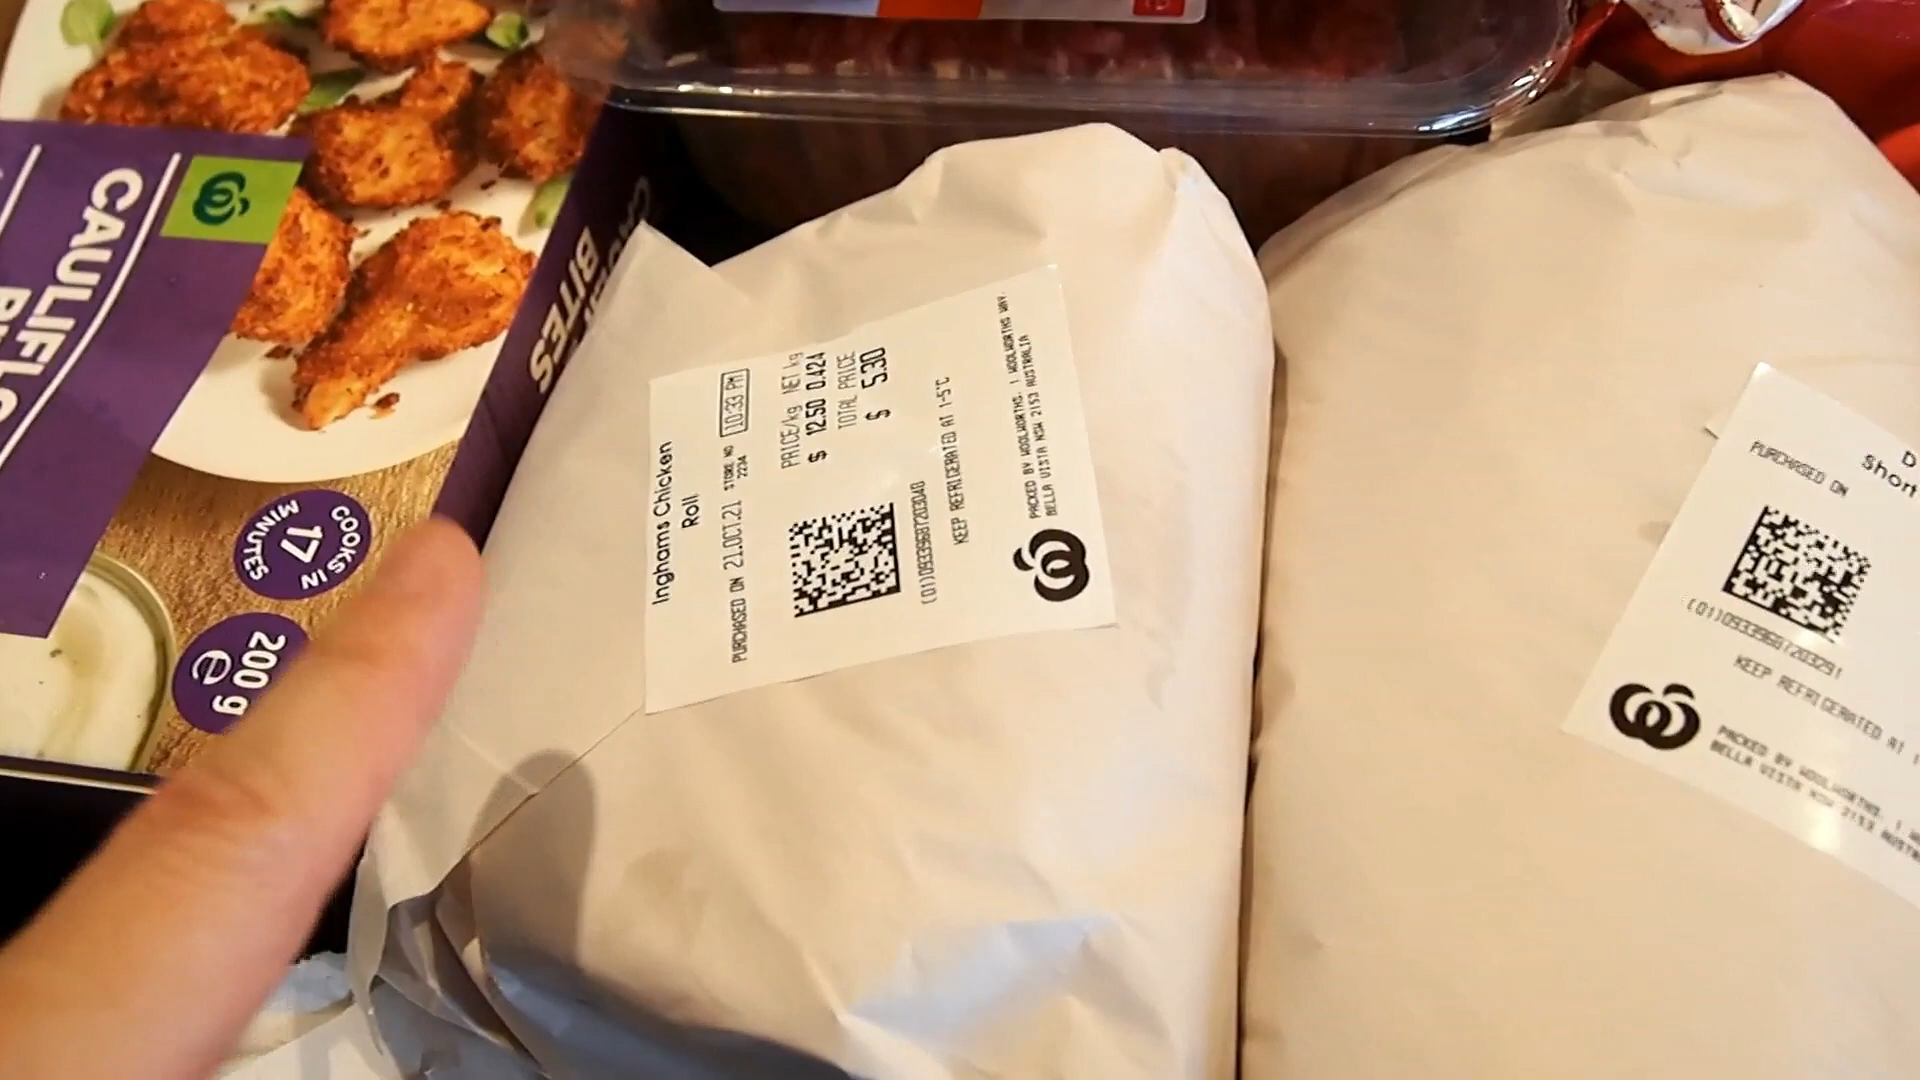 CAULIFL
COOKS IN
17
MINUTES
200 g
e
BITES
Inghams Chicken
Roll
PURCHASED ON 21.OCT.21 STORE NO 2234 10:33 PM
PRICE/kg NET kg
$ 12.50 0.424
TOTAL PRICE
$ 5.30
(01)09339687203040
KEEP REFRIGERATED AT 1-5°C
PACKED BY WOOLWORTHS. 1 WOOLWORTHS WAY,
BELLA VISTA NSW 2153 AUSTRALIA
D
Short
PURCHASED ON
(01)09339687203291
KEEP REFRIGERATED AT 1
PACKED BY WOOLWORTHS. 1 W
BELLA VISTA NSW 2153 AUSTR